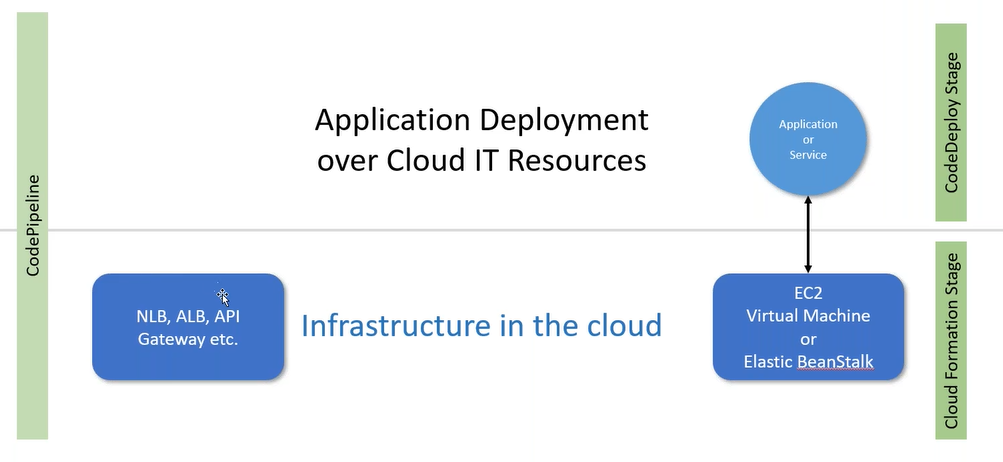 CodePipeline
Application Deployment
over Cloud IT Resources
Application
or
Service
CodeDeploy Stage
NLB, ALB, API
Gateway etc.
Infrastructure in the cloud
EC2
Virtual Machine
or
Elastic BeanStalk
Cloud Formation Stage